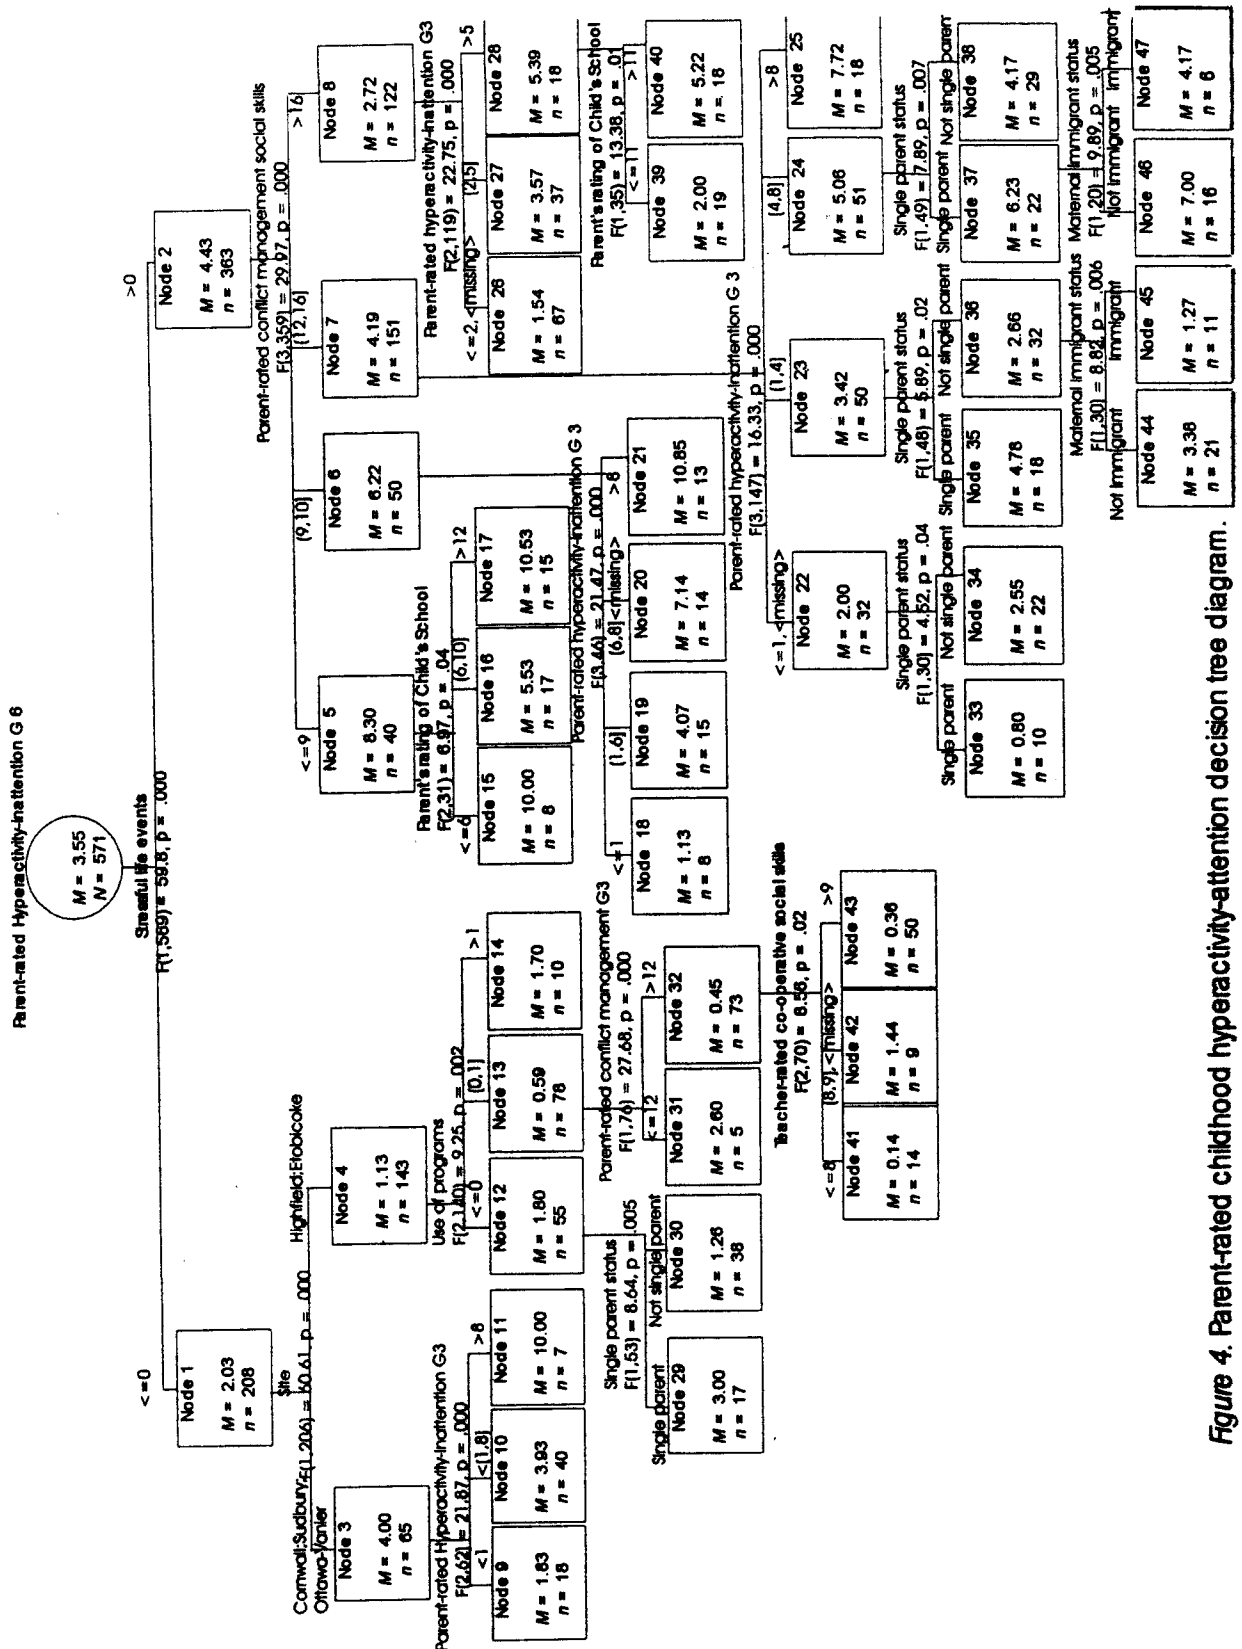 Parent-rated Hyperactivity-Inattention G 6
M = 3.55
N = 571
Stressful life events
F(1,569) = 59.8, p = .000
<=0
>0
Node 1
M = 2.03
n = 208
Node 2
M = 4.43
n = 363
Site
F(1,206) = 60.61, p = .000
Cornwall;Sudbury;
Ottawa-Vanier
Highfield;Etobicoke
Node 3
M = 4.00
n = 65
Node 4
M = 1.13
n = 143
Parent-rated conflict management social skills
F(3,359) = 29.97, p = .000
<=9
(9,10]
(12,16]
>16
Node 5
M = 8.30
n = 40
Node 6
M = 6.22
n = 50
Node 7
M = 4.19
n = 151
Node 8
M = 2.72
n = 122
Parent-rated Hyperactivity-Inattention G3
F(2,62) = 21.87, p = .000
<1
<(1,8]
>8
Node 9
M = 1.83
n = 18
Node 10
M = 3.93
n = 40
Node 11
M = 10.00
n = 7
Use of programs
F(2,140) = 9.25, p = .002
<=0
(0,1]
>1
Node 12
M = 1.80
n = 55
Node 13
M = 0.59
n = 78
Node 14
M = 1.70
n = 10
Parent's rating of Child's School
F(2,31) = 6.97, p = .04
<=6
(6,10]
>12
Node 15
M = 10.00
n = 8
Node 16
M = 5.53
n = 17
Node 17
M = 10.53
n = 15
Parent-rated hyperactivity-inattention G3
F(2,119) = 22.75, p = .000
<=2,<missing>
(2,5]
>5
Node 26
M = 1.54
n = 67
Node 27
M = 3.57
n = 37
Node 28
M = 5.39
n = 18
Parent-rated hyperactivity-inattention G 3
F(3,46) = 21.47, p = .000
<=1
(1,6]
(6,8]<missing>
>8
Node 18
M = 1.13
n = 8
Node 19
M = 4.07
n = 15
Node 20
M = 7.14
n = 14
Node 21
M = 10.85
n = 13
Single parent status
F(1,53) = 8.64, p = .005
Single parent
Not single parent
Node 29
M = 3.00
n = 17
Node 30
M = 1.26
n = 38
Parent-rated conflict management G3
F(1,76) = 27.68, p = .000
<=12
>12
Node 31
M = 2.60
n = 5
Node 32
M = 0.45
n = 73
Parent's rating of Child's School
F(1,35) = 13.38, p = .01
<=11
>11
Node 39
M = 2.00
n = 19
Node 40
M = 5.22
n = 18
Parent-rated hyperactivity-inattention G 3
F(3,147) = 16.33, p = .000
<=1, <missing>
(1,4]
(4,8]
>8
Node 22
M = 2.00
n = 32
Node 23
M = 3.42
n = 50
Node 24
M = 5.06
n = 51
Node 25
M = 7.72
n = 18
Teacher-rated co-operative social skills
F(2,70) = 8.56, p = .02
<=8
(8,9],<missing>
>9
Node 41
M = 0.14
n = 14
Node 42
M = 1.44
n = 9
Node 43
M = 0.36
n = 50
Single parent status
F(1,30) = 4.52, p = .04
Single parent
Not single parent
Node 33
M = 0.80
n = 10
Node 34
M = 2.55
n = 22
Single parent status
F(1,48) = 5.89, p = .02
Single parent
Not single parent
Node 35
M = 4.78
n = 18
Node 36
M = 2.66
n = 32
Single parent status
F(1,49) = 7.89, p = .007
Single parent
Not single parent
Node 37
M = 6.23
n = 22
Node 38
M = 4.17
n = 29
Maternal immigrant status
F(1,30) = 8.82, p = .006
Not immigrant
Immigrant
Node 44
M = 3.38
n = 21
Node 45
M = 1.27
n = 11
Maternal immigrant status
F(1,20) = 9.89, p = .005
Not immigrant
Immigrant
Node 46
M = 7.00
n = 16
Node 47
M = 4.17
n = 6
Figure 4. Parent-rated childhood hyperactivity-attention decision tree diagram.